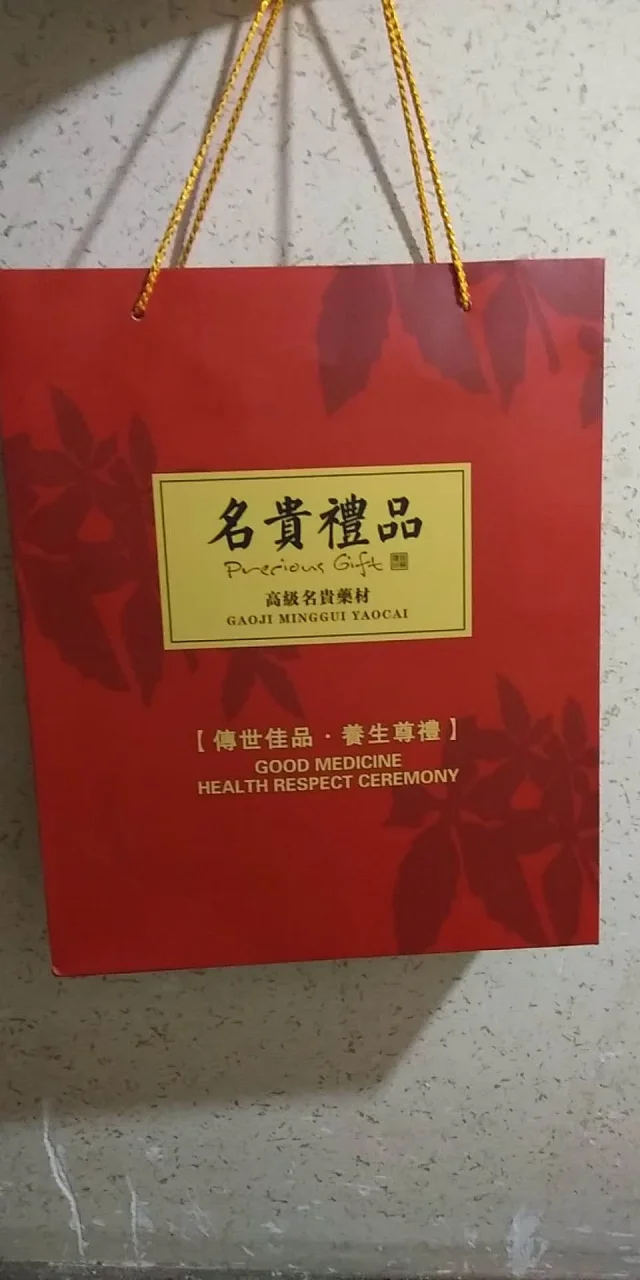 名貴禮品
Precious Gift
高級名貴藥材
GAOJI MINGGUI YAOCAI
【傳世佳品·養生尊禮】
GOOD MEDICINE
HEALTH RESPECT CEREMONY